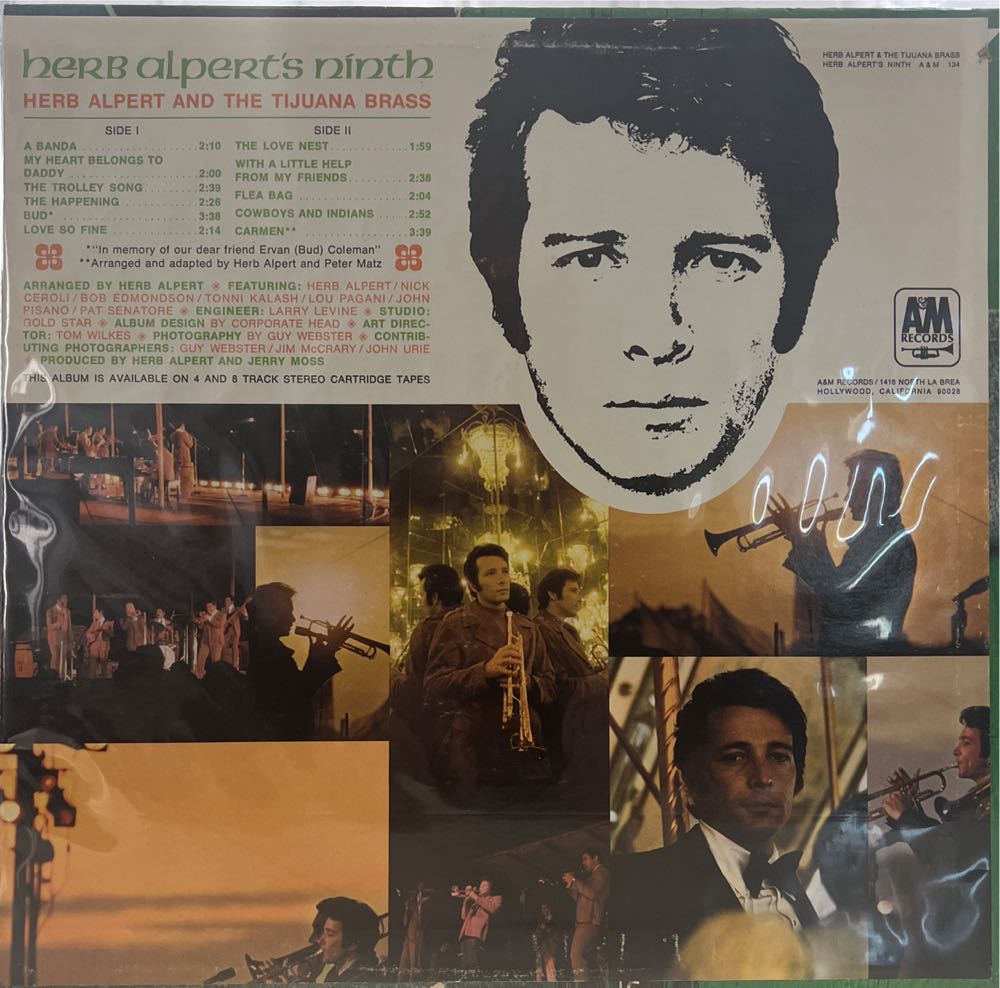 herb alpert's ninth
HERB ALPERT AND THE TIJUANA BRASS
SIDE I
A BANDA ........................ 2:10
MY HEART BELONGS TO
DADDY ........................ 2:00
THE TROLLEY SONG ............ 2:39
THE HAPPENING ................ 2:26
BUD* ........................ 3:38
LOVE SO FINE ................ 2:14
SIDE II
THE LOVE NEST ................ 1:59
WITH A LITTLE HELP
FROM MY FRIENDS ............ 2:38
FLEA BAG .................... 2:04
COWBOYS AND INDIANS ........ 2:52
CARMEN** .................... 3:39
*"In memory of our dear friend Ervan (Bud) Coleman"
**Arranged and adapted by Herb Alpert and Peter Matz
ARRANGED BY HERB ALPERT ※ FEATURING: HERB ALPERT/NICK
CEROLI/BOB EDMONDSON/TONNI KALASH/LOU PAGANI/JOHN
PISANO/PAT SENATORE ※ ENGINEER: LARRY LEVINE ※ STUDIO:
GOLD STAR ※ ALBUM DESIGN BY CORPORATE HEAD ※ ART DIREC-
TOR: TOM WILKES ※ PHOTOGRAPHY BY GUY WEBSTER ※ CONTRIB-
UTING PHOTOGRAPHERS: GUY WEBSTER/JIM McCRARY/JOHN URIE
※ PRODUCED BY HERB ALPERT AND JERRY MOSS
THIS ALBUM IS AVAILABLE ON 4 AND 8 TRACK STEREO CARTRIDGE TAPES
HERB ALPERT & THE TIJUANA BRASS
HERB ALPERT'S NINTH A&M 134
A&M
RECORDS
A&M RECORDS/1416 NORTH LA BREA
HOLLYWOOD, CALIFORNIA 90028